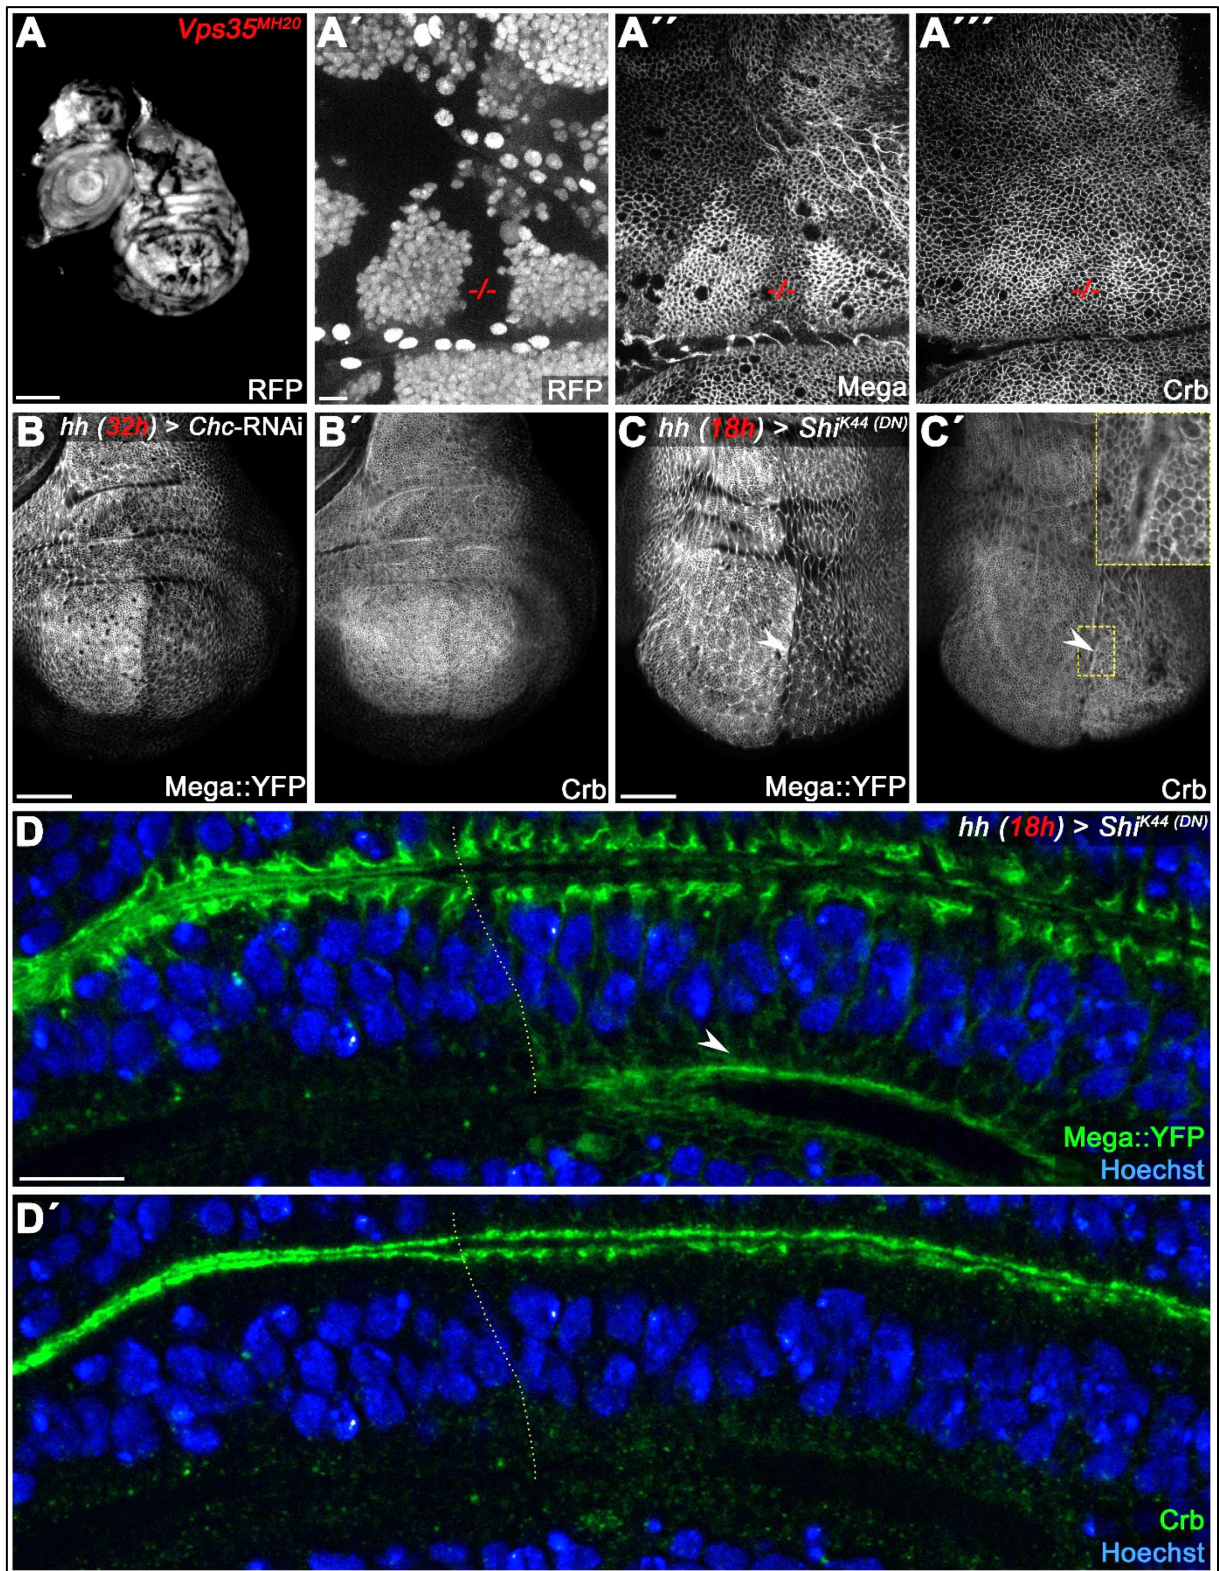 A Vps35MH20 A´ A´´ A´´´
-/- -/- -/-
RFP RFP Mega Crb
B hh (32h) > Chc-RNAi B´ C hh (18h) > ShiK44 (DN) C´
Mega::YFP Crb Mega::YFP Crb
D hh (18h) > ShiK44 (DN)
Mega::YFP
Hoechst
D´
Crb
Hoechst